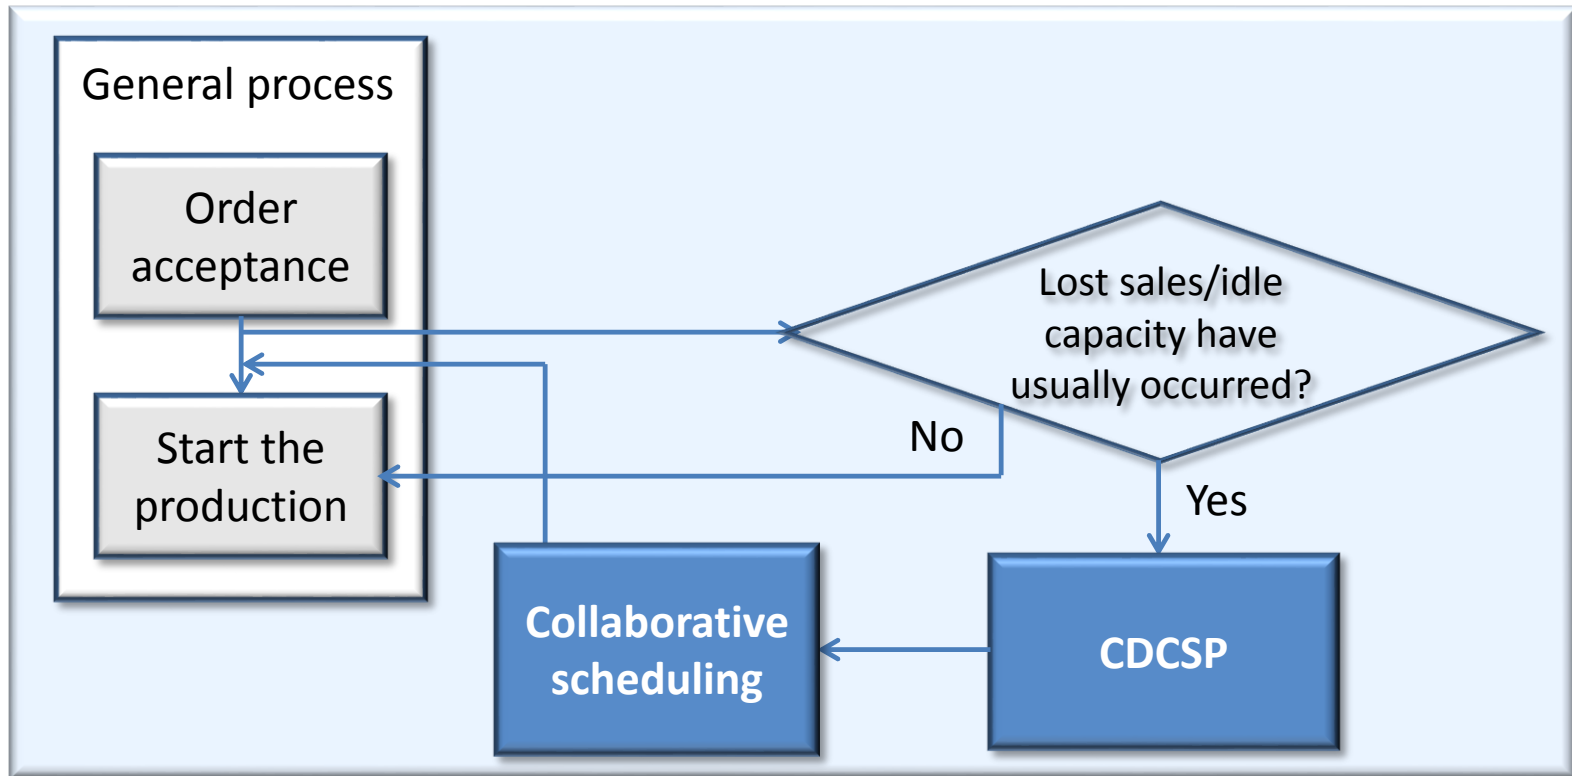 General process
Order
acceptance
Lost sales/idle
capacity have
usually occurred?
No
Start the
production
Yes
Collaborative
scheduling
CDCSP